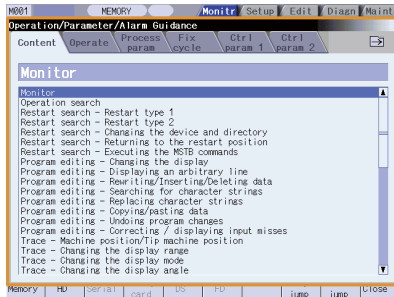 M001 MEMORY Monitr Setup Edit Diagn Maint
Operation/Parameter/Alarm Guidance
Content Operate Process param Fix cycle Ctrl param 1 Ctrl param 2
Monitor
Monitor
Operation search
Restart search - Restart type 1
Restart search - Restart type 2
Restart search - Changing the device and directory
Restart search - Returning to the restart position
Restart search - Executing the MSTB commands
Program editing - Changing the display
Program editing - Displaying an arbitrary line
Program editing - Rewriting/Inserting/Deleting data
Program editing - Searching for character strings
Program editing - Replacing character strings
Program editing - Copying/pasting data
Program editing - Undoing program changes
Program editing - Correcting / displaying input misses
Trace - Machine position/Tip machine position
Trace - Changing the display range
Trace - Changing the display mode
Trace - Changing the display angle
Memory HD Serial card DS FD jump jump Close